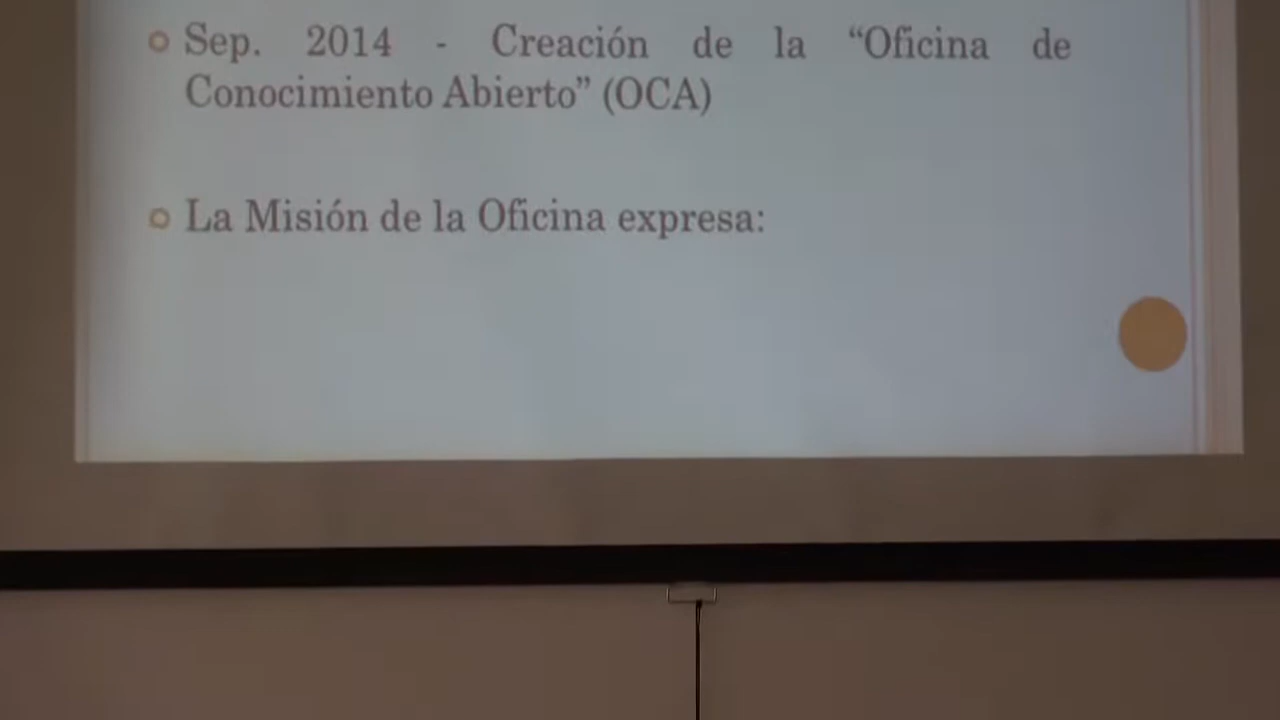 Sep. 2014 - Creación de la “Oficina de
Conocimiento Abierto” (OCA)
La Misión de la Oficina expresa: